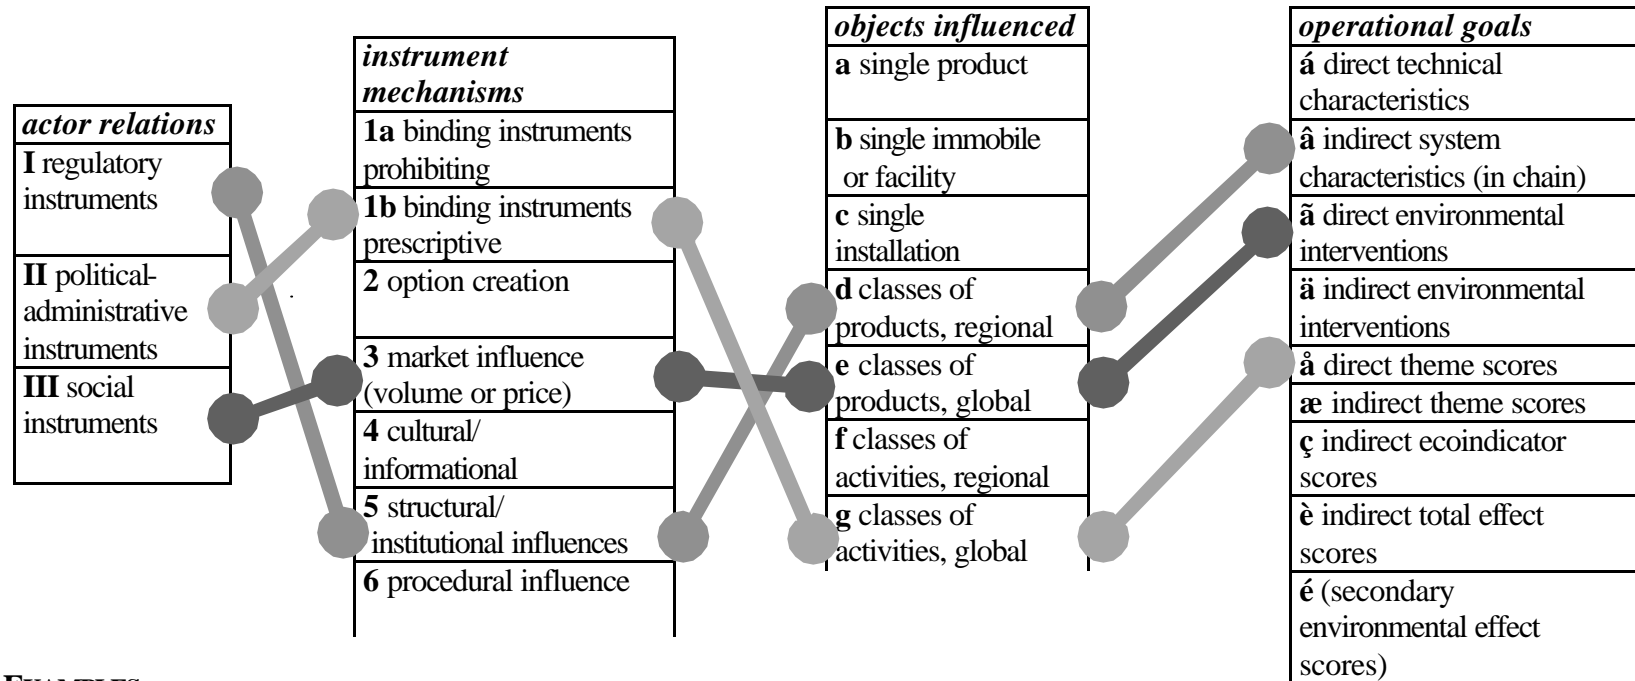 actor relations
I regulatory
instruments
II political-
administrative
instruments
III social
instruments
instrument
mechanisms
1a binding instruments
prohibiting
1b binding instruments
prescriptive
2 option creation
3 market influence
(volume or price)
4 cultural/
informational
5 structural/
institutional influences
6 procedural influence
objects influenced
a single product
b single immobile
or facility
c single
installation
d classes of
products, regional
e classes of
products, global
f classes of
activities, regional
g classes of
activities, global
operational goals
á direct technical
characteristics
â indirect system
characteristics (in chain)
ã direct environmental
interventions
ä indirect environmental
interventions
å direct theme scores
æ indirect theme scores
ç indirect ecoindicator
scores
è indirect total effect
scores
é (secondary
environmental effect
scores)